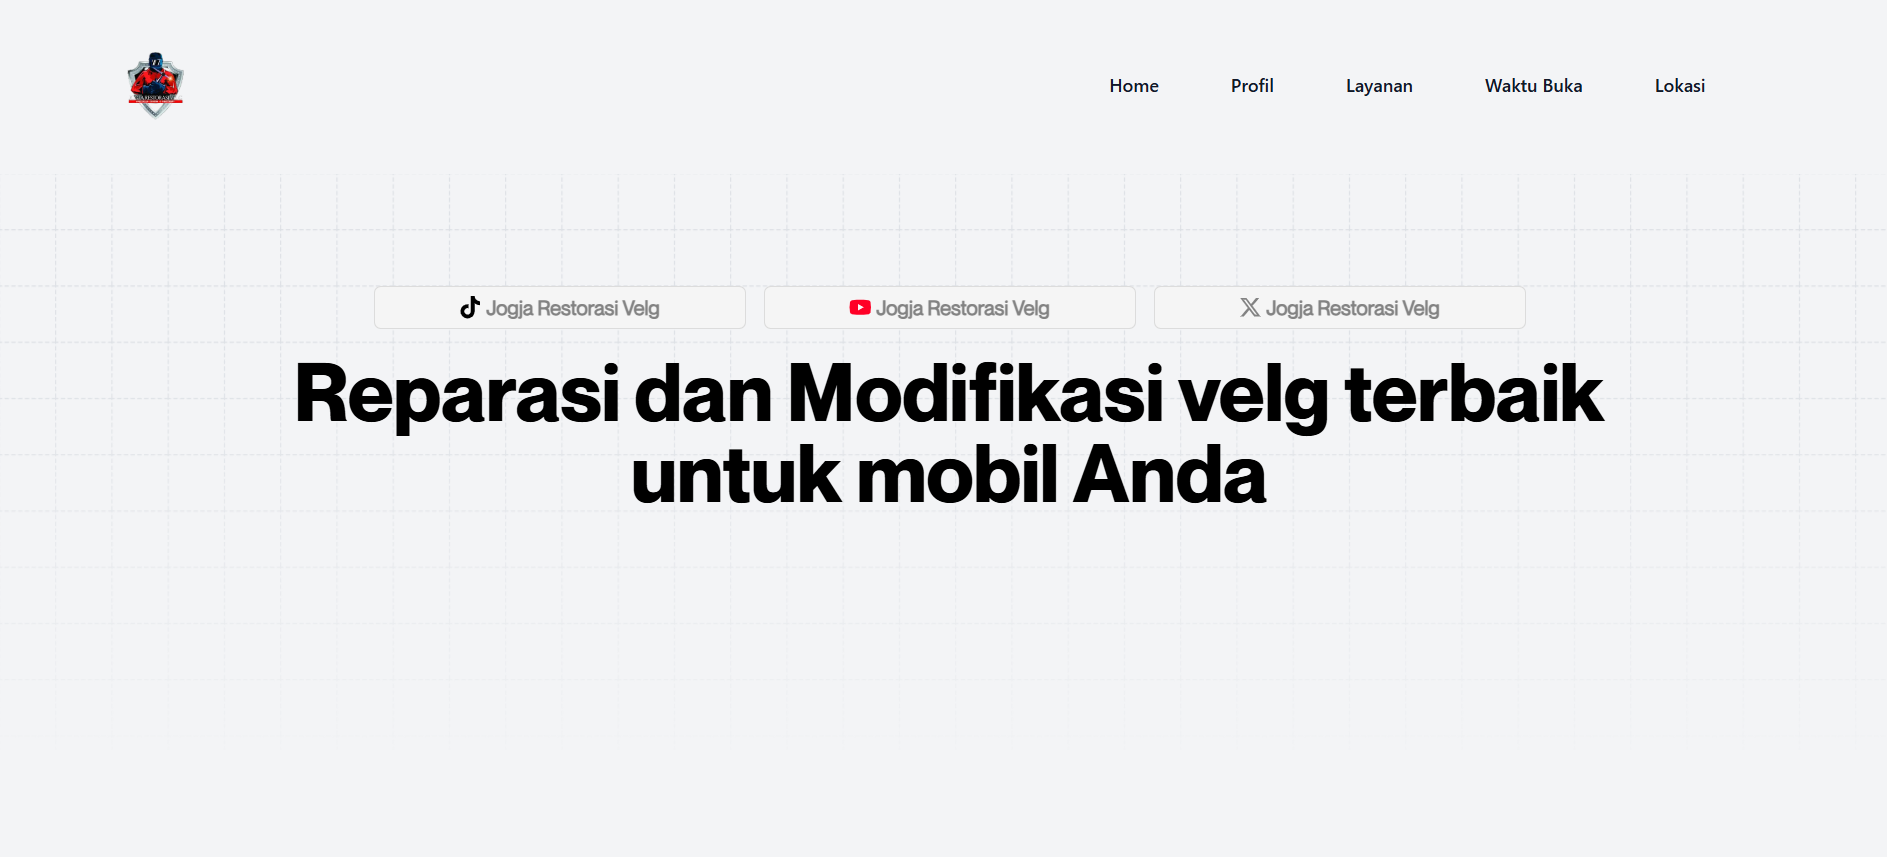 Home
Profil
Layanan
Waktu Buka
Lokasi
Jogja Restorasi Velg
Jogja Restorasi Velg
Jogja Restorasi Velg
Reparasi dan Modifikasi velg terbaik
untuk mobil Anda